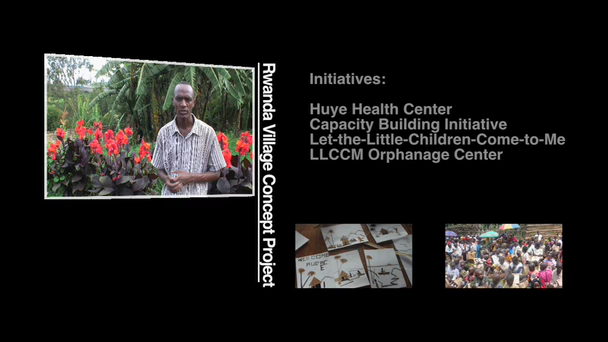 Rwanda Village Concept Project
Initiatives:
Huye Health Center
Capacity Building Initiative
Let-the-Little-Children-Come-to-Me
LLCCM Orphanage Center
WELCOME